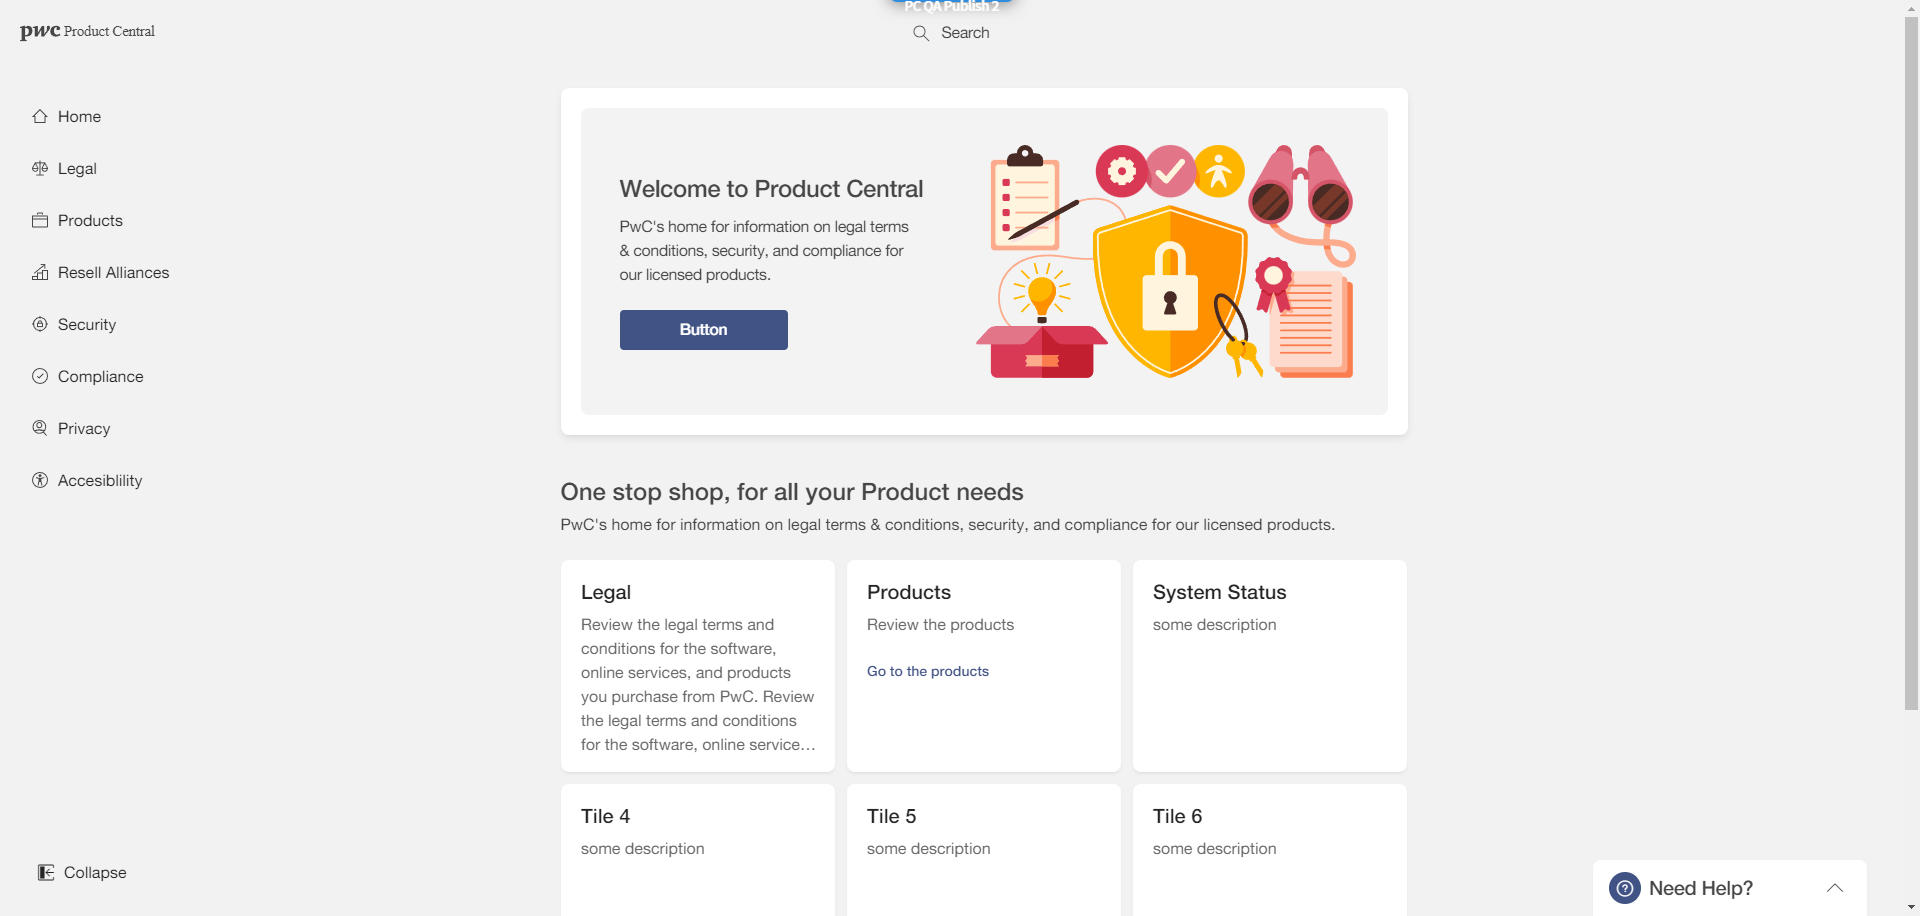 PC QA Publish 2
pwc Product Central
Search
Home
Legal
Products
Resell Alliances
Security
Compliance
Privacy
Accesiblility
Collapse
Welcome to Product Central
PwC's home for information on legal terms
& conditions, security, and compliance for
our licensed products.
Button
One stop shop, for all your Product needs
PwC's home for information on legal terms & conditions, security, and compliance for our licensed products.
Legal
Review the legal terms and
conditions for the software,
online services, and products
you purchase from PwC. Review
the legal terms and conditions
for the software, online service…
Products
Review the products
Go to the products
System Status
some description
Tile 4
some description
Tile 5
some description
Tile 6
some description
Need Help?